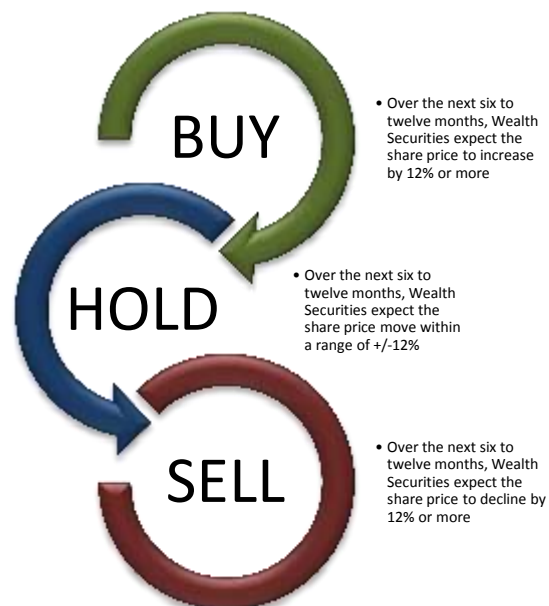 BUY
• Over the next six to
twelve months, Wealth
Securities expect the
share price to increase
by 12% or more
HOLD
• Over the next six to
twelve months, Wealth
Securities expect the
share price move within
a range of +/-12%
SELL
• Over the next six to
twelve months, Wealth
Securities expect the
share price to decline by
12% or more